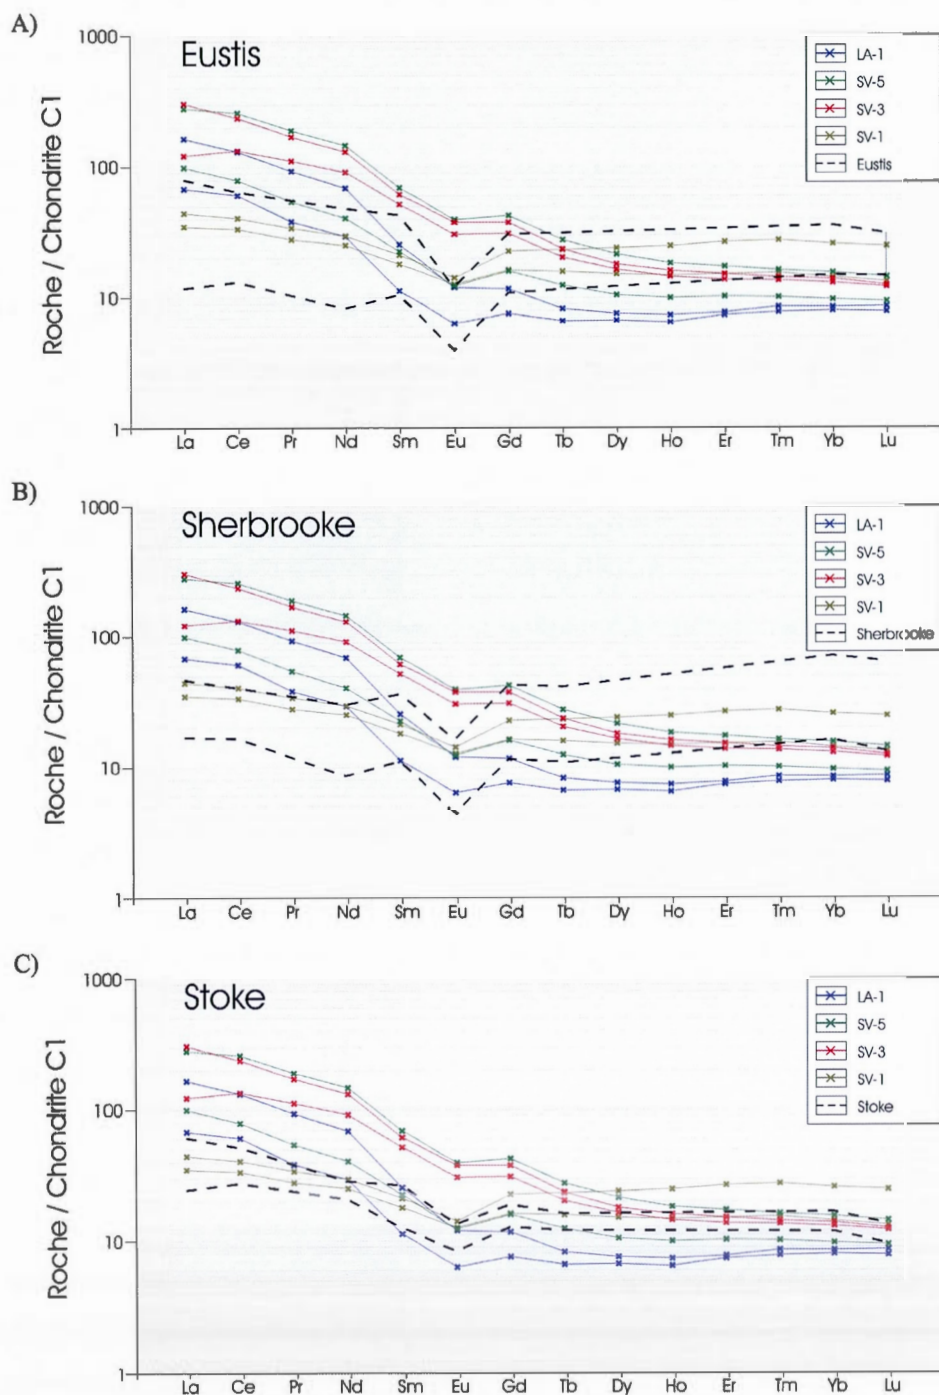 A)
Eustis
Roche / Chondrite C1
1000
100
10
1
La Ce Pr Nd Sm Eu Gd Tb Dy Ho Er Tm Yb Lu
LA-1
SV-5
SV-3
SV-1
Eustis
B)
Sherbrooke
Roche / Chondrite C1
1000
100
10
1
La Ce Pr Nd Sm Eu Gd Tb Dy Ho Er Tm Yb Lu
LA-1
SV-5
SV-3
SV-1
Sherbrooke
C)
Stoke
Roche / Chondrite C1
1000
100
10
1
La Ce Pr Nd Sm Eu Gd Tb Dy Ho Er Tm Yb Lu
LA-1
SV-5
SV-3
SV-1
Stoke